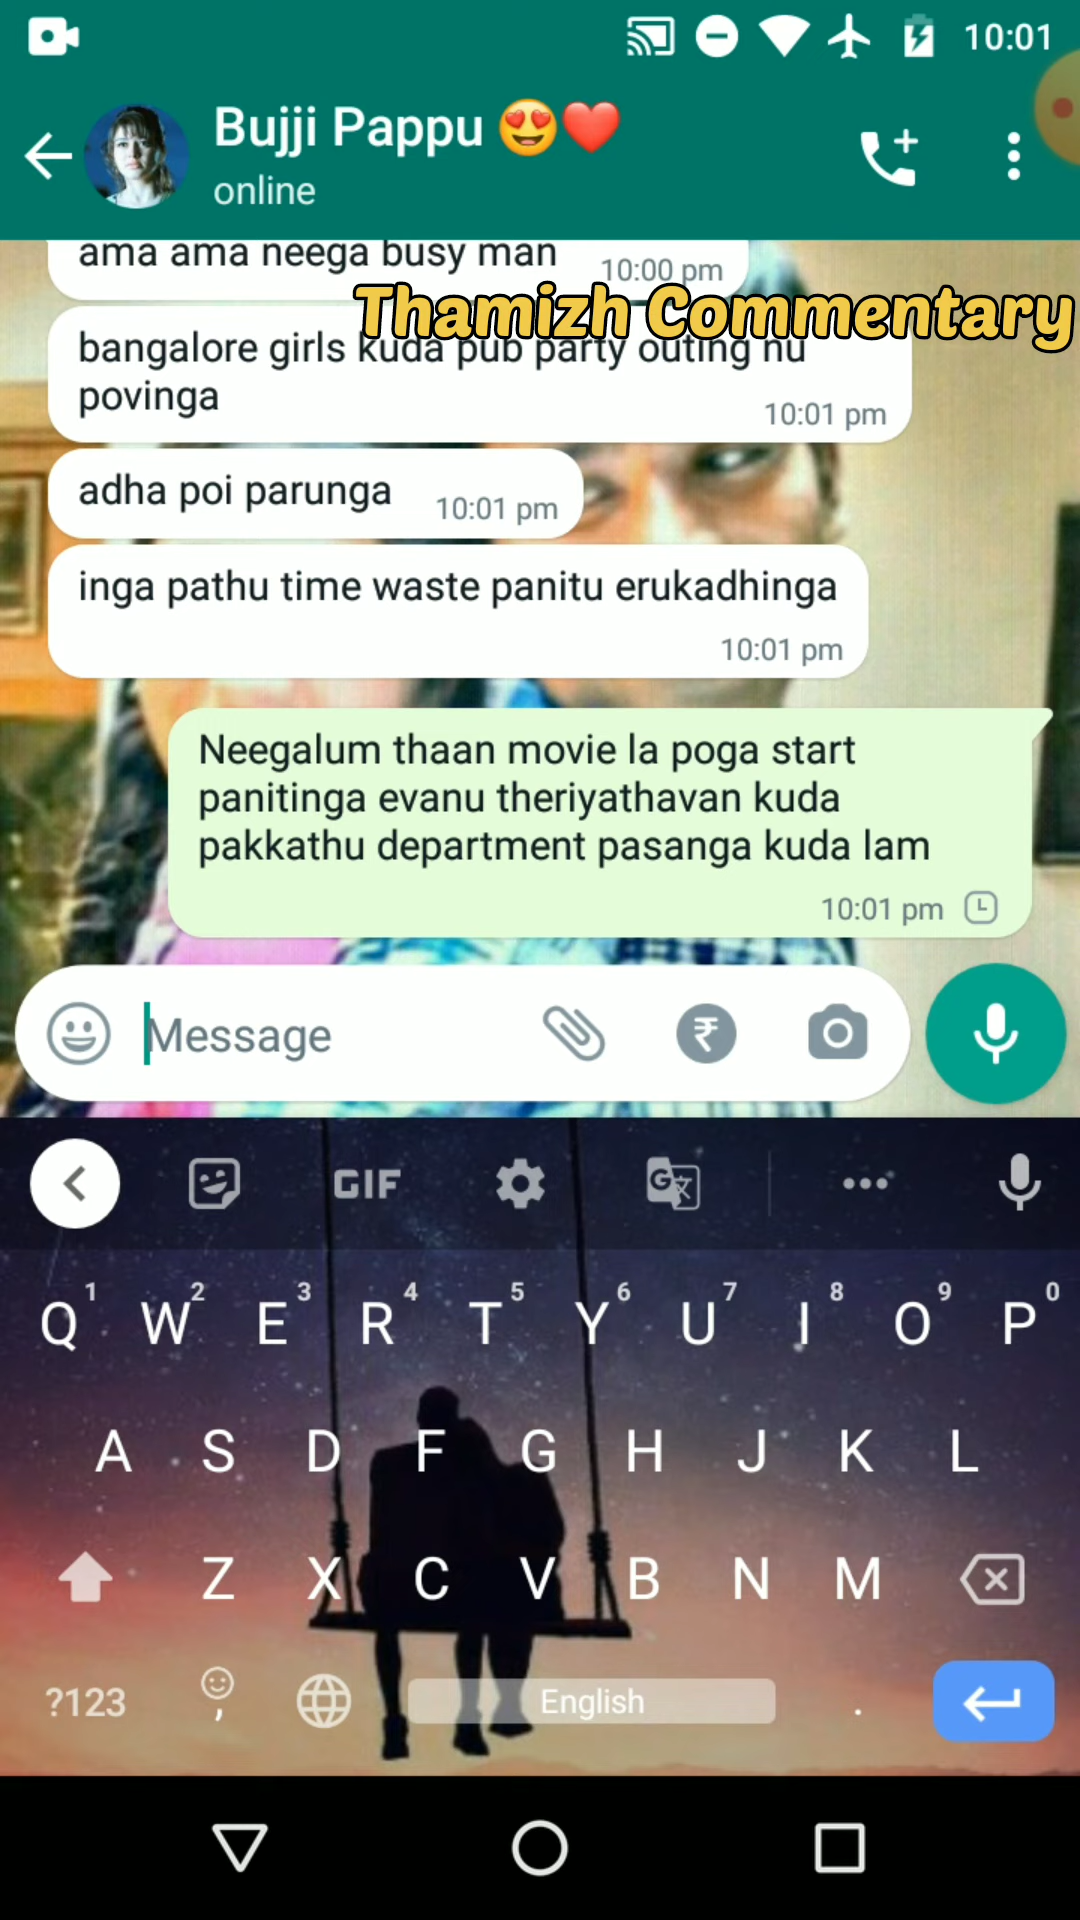 10:01
Bujji Pappu 😍❤️
online
ama ama neega busy man
10:00 pm
Thamizh Commentary
bangalore girls kuda pub party outing nu
povinga
10:01 pm
adha poi parunga
10:01 pm
inga pathu time waste panitu erukadhinga
10:01 pm
Neegalum thaan movie la poga start
panitinga evanu theriyathavan kuda
pakkathu department pasanga kuda lam
10:01 pm
Message
GIF
1 2 3 4 5 6 7 8 9 0
Q W E R T Y U I O P
A S D F G H J K L
Z X C V B N M
?123 , English .